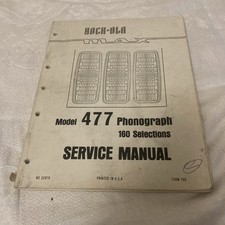 ROCK-OLA
max
Model 477 Phonograph
160 Selections
SERVICE MANUAL
PRINTED IN U.S.A.